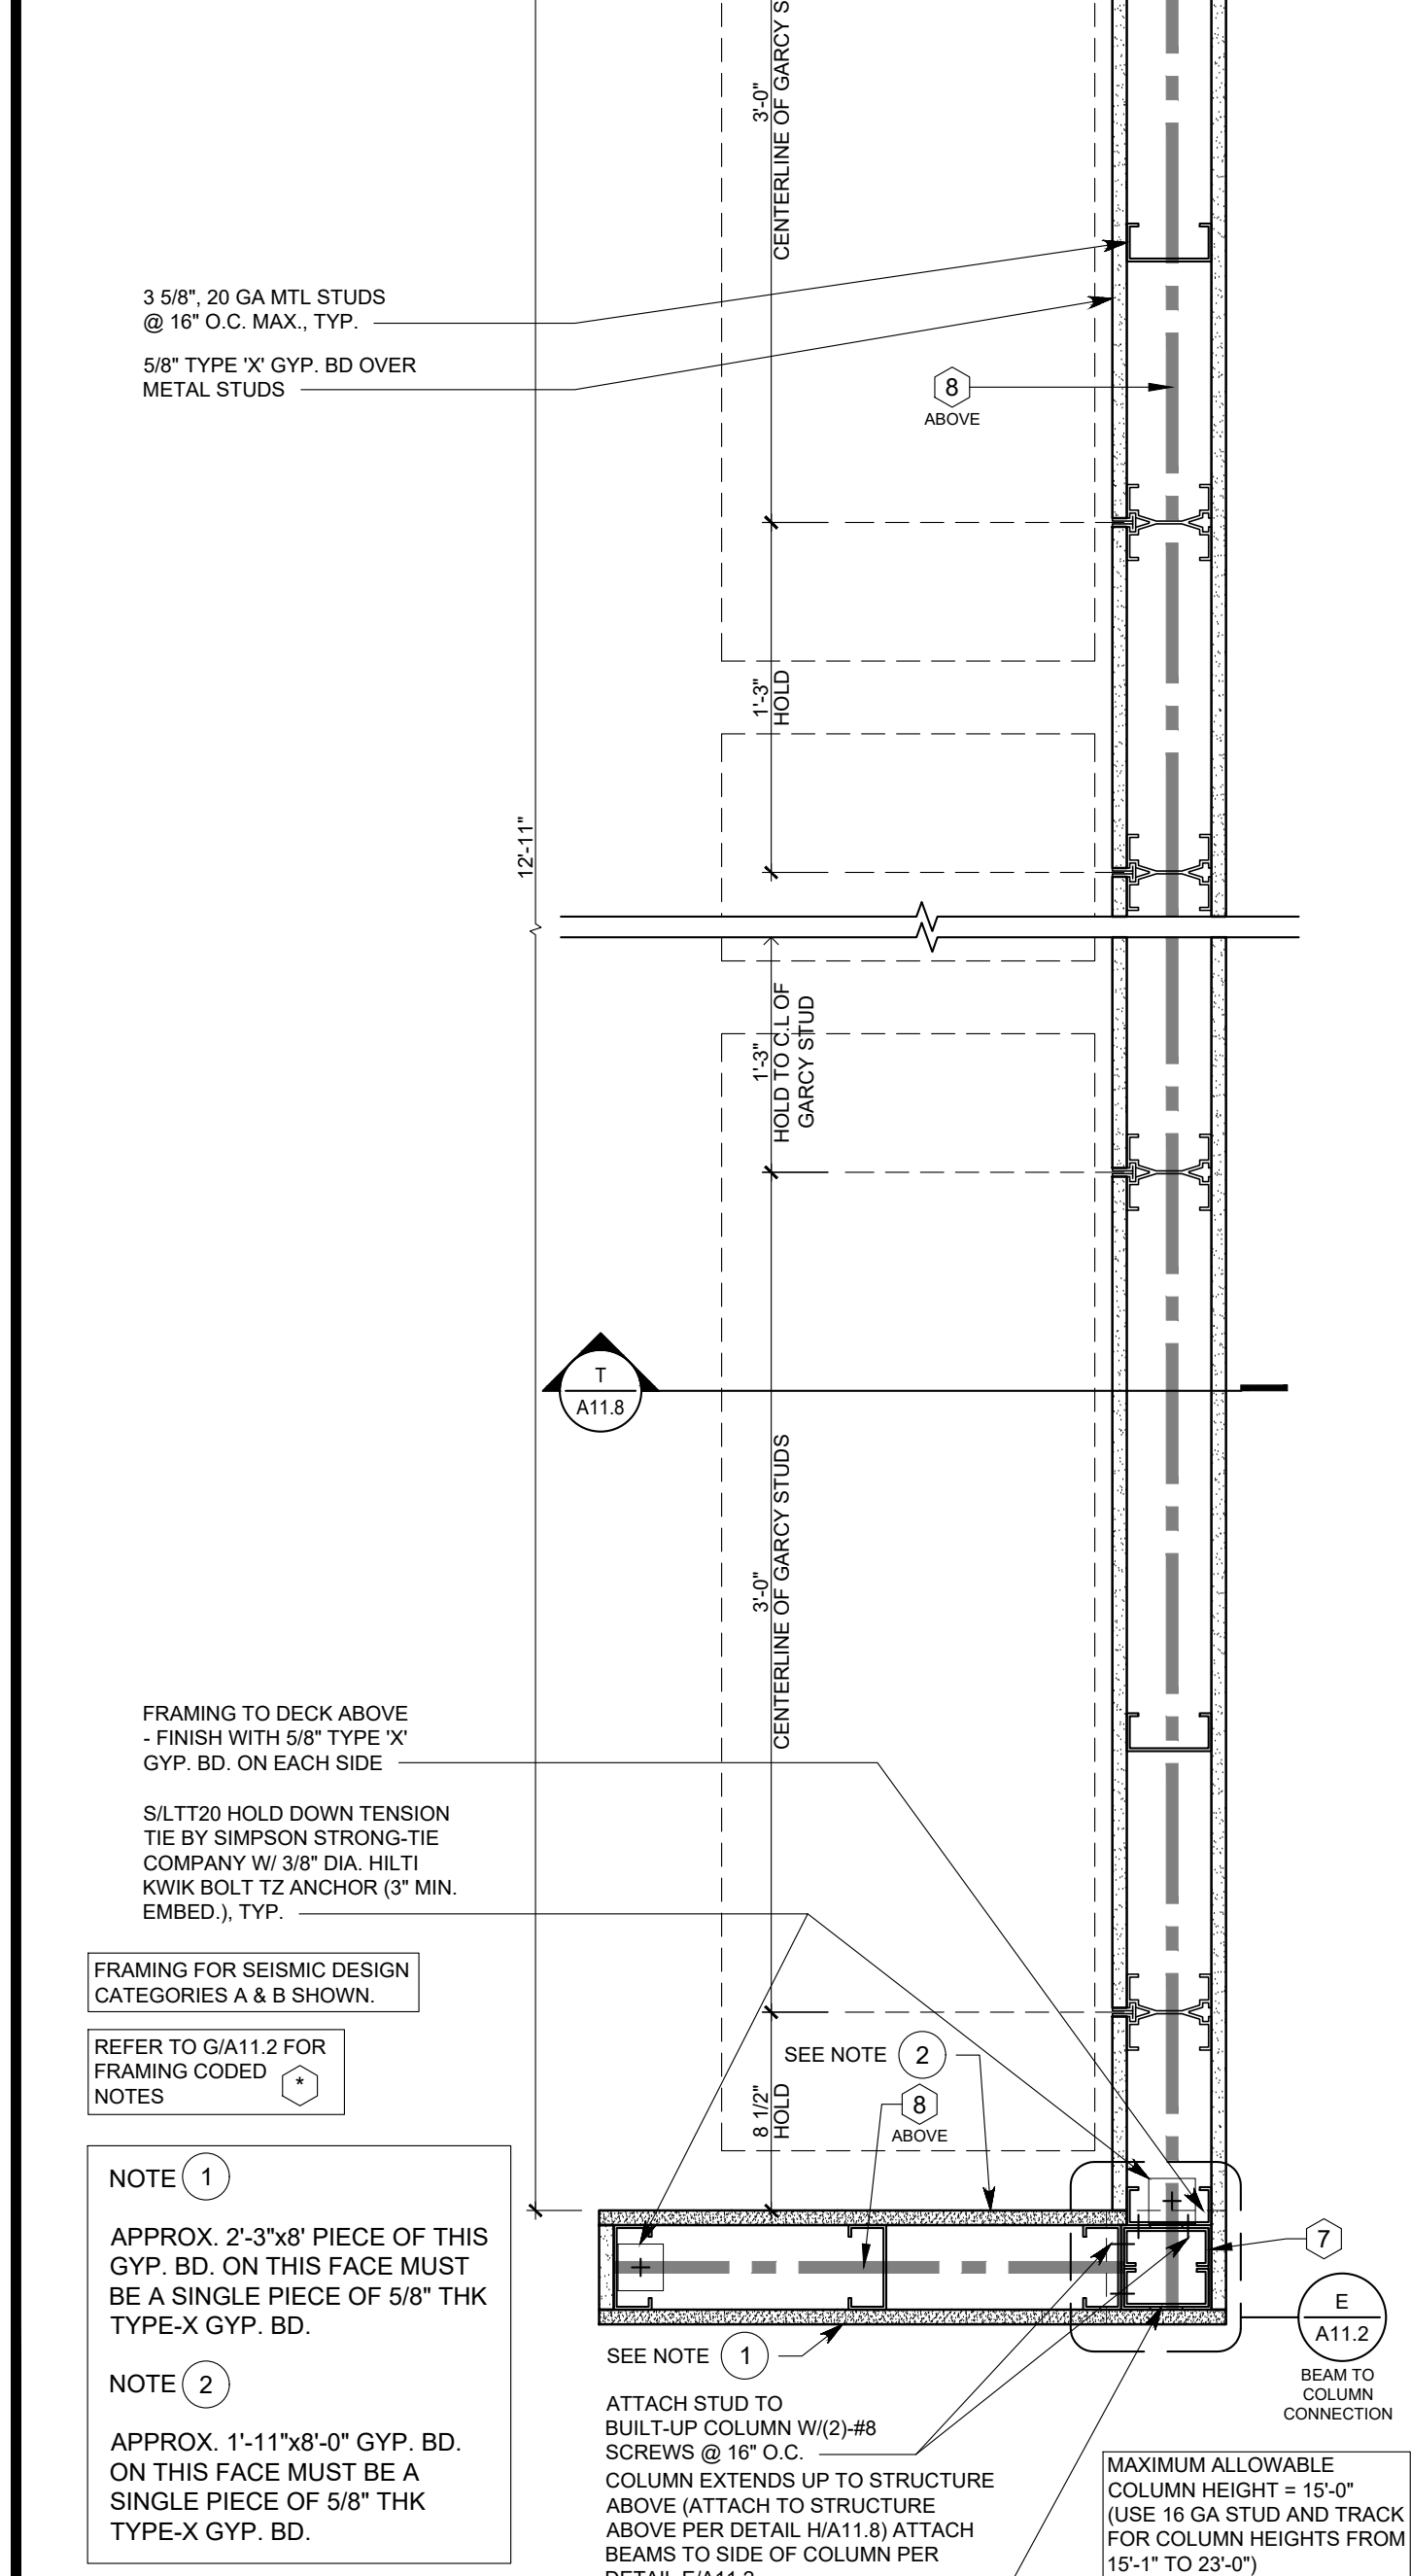 3'-0"
CENTERLINE OF GARCY S
3 5/8", 20 GA MTL STUDS
@ 16" O.C. MAX., TYP.
5/8" TYPE 'X' GYP. BD OVER
METAL STUDS
8
ABOVE
1'-3"
HOLD
12'-11"
1'-3"
HOLD TO C.L OF
GARCY STUD
T
A11.8
3'-0"
CENTERLINE OF GARCY STUDS
FRAMING TO DECK ABOVE
- FINISH WITH 5/8" TYPE 'X'
GYP. BD. ON EACH SIDE
S/LTT20 HOLD DOWN TENSION
TIE BY SIMPSON STRONG-TIE
COMPANY W/ 3/8" DIA. HILTI
KWIK BOLT TZ ANCHOR (3" MIN.
EMBED.), TYP.
FRAMING FOR SEISMIC DESIGN
CATEGORIES A & B SHOWN.
REFER TO G/A11.2 FOR
FRAMING CODED
NOTES
*
SEE NOTE 2
8
ABOVE
8 1/2"
HOLD
NOTE 1
APPROX. 2'-3"x8' PIECE OF THIS
GYP. BD. ON THIS FACE MUST
BE A SINGLE PIECE OF 5/8" THK
TYPE-X GYP. BD.
NOTE 2
APPROX. 1'-11"x8'-0" GYP. BD.
ON THIS FACE MUST BE A
SINGLE PIECE OF 5/8" THK
TYPE-X GYP. BD.
7
E
A11.2
BEAM TO
COLUMN
CONNECTION
SEE NOTE 1
ATTACH STUD TO
BUILT-UP COLUMN W/(2)-#8
SCREWS @ 16" O.C.
COLUMN EXTENDS UP TO STRUCTURE
ABOVE (ATTACH TO STRUCTURE
ABOVE PER DETAIL H/A11.8) ATTACH
BEAMS TO SIDE OF COLUMN PER
MAXIMUM ALLOWABLE
COLUMN HEIGHT = 15'-0"
(USE 16 GA STUD AND TRACK
FOR COLUMN HEIGHTS FROM
15'-1" TO 23'-0")